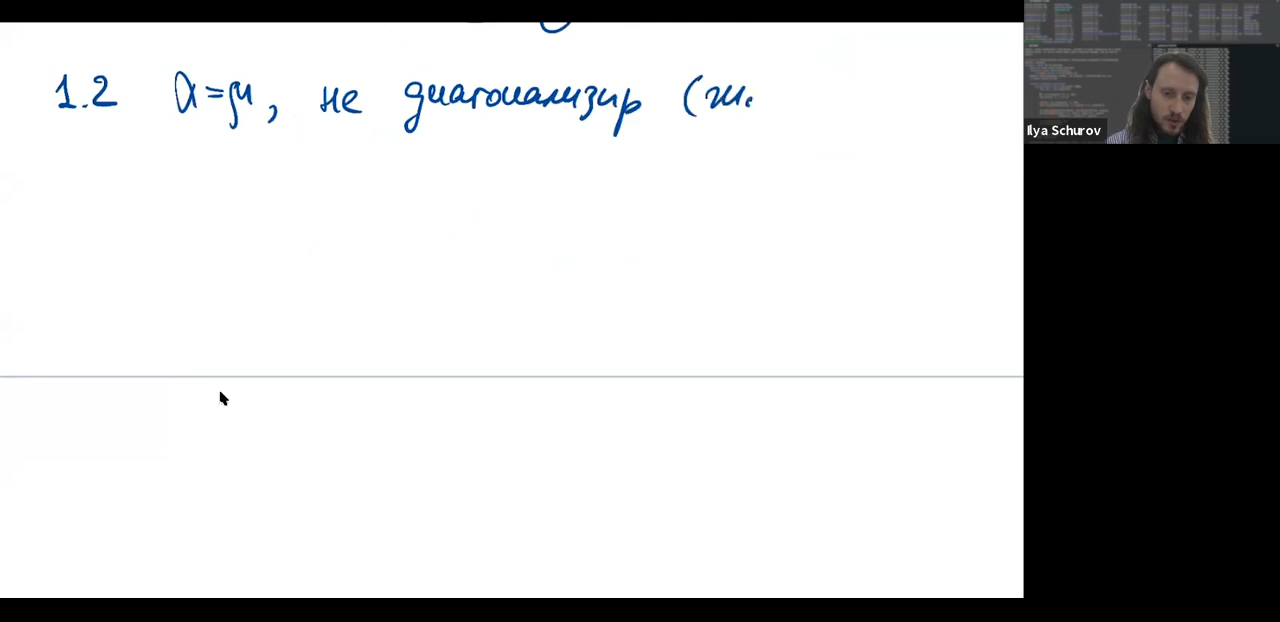 1.2 λ=μ, не диагонализир (ж.
Ilya Schurov